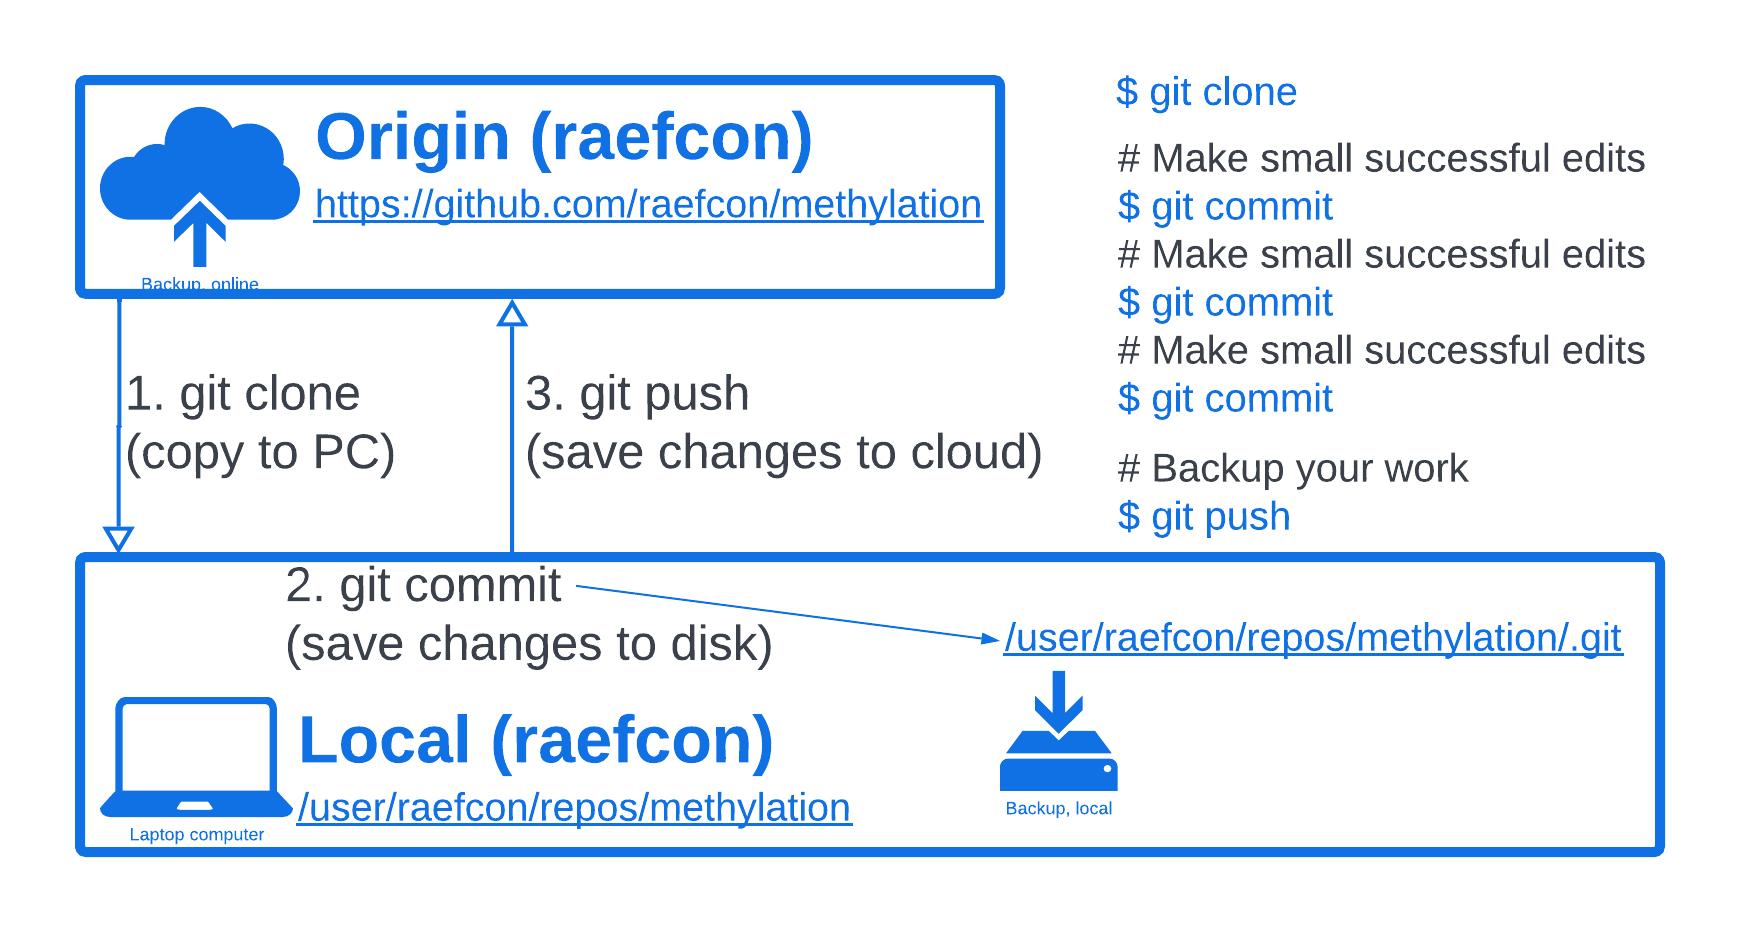 Origin (raefcon)
https://github.com/raefcon/methylation
Backup, online
1. git clone
(copy to PC)
3. git push
(save changes to cloud)
$ git clone
# Make small successful edits
$ git commit
# Make small successful edits
$ git commit
# Make small successful edits
$ git commit
# Backup your work
$ git push
2. git commit
(save changes to disk)
/user/raefcon/repos/methylation/.git
Backup, local
Local (raefcon)
/user/raefcon/repos/methylation
Laptop computer